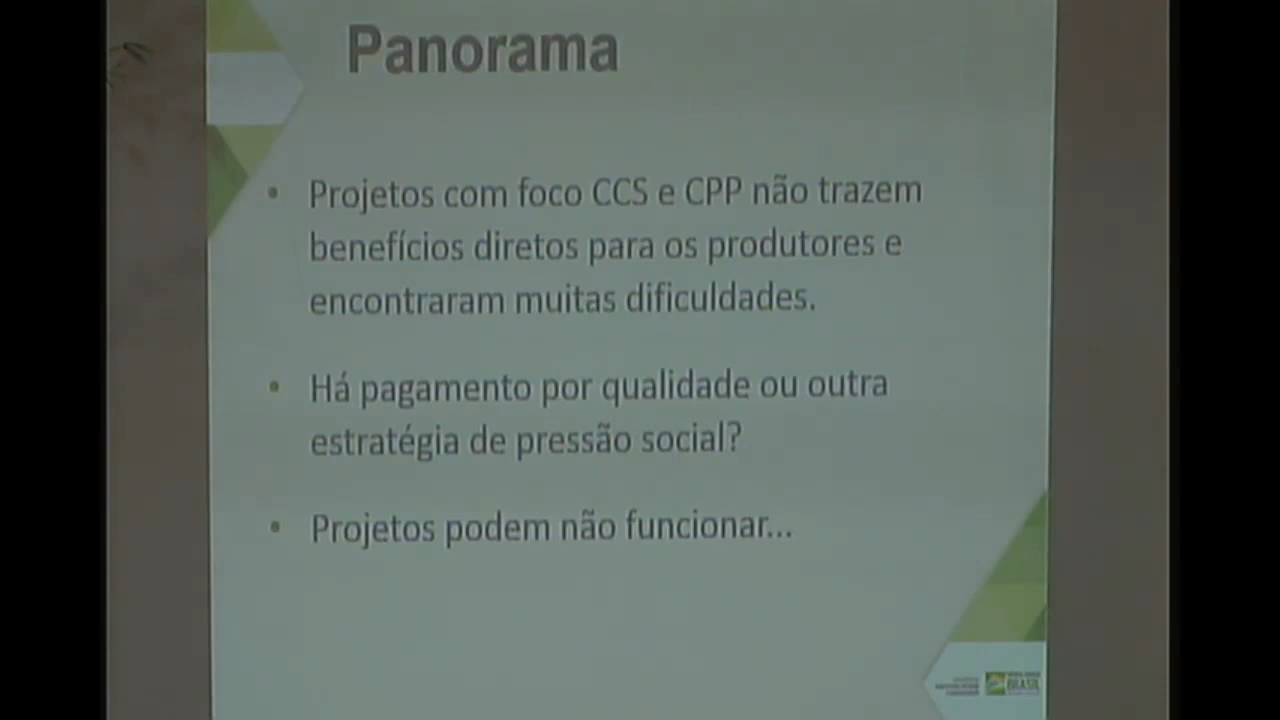 Panorama
• Projetos com foco CCS e CPP não trazem
benefícios diretos para os produtores e
encontraram muitas dificuldades.
• Há pagamento por qualidade ou outra
estratégia de pressão social?
• Projetos podem não funcionar...
BRASIL